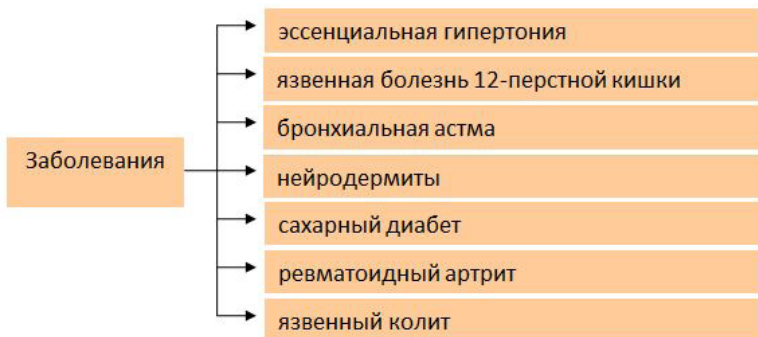 Заболевания
эссенциальная гипертония
язвенная болезнь 12-перстной кишки
бронхиальная астма
нейродермиты
сахарный диабет
ревматоидный артрит
язвенный колит